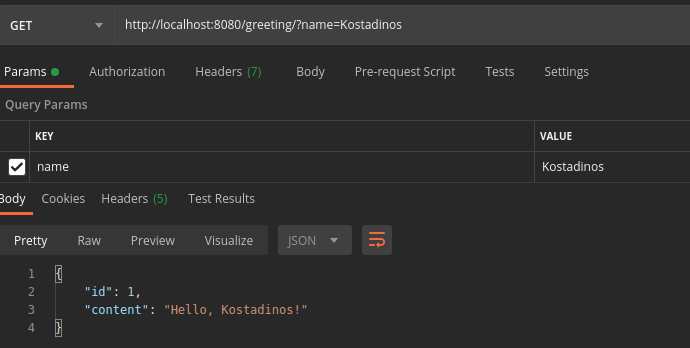 GET http://localhost:8080/greeting/?name=Kostadinos
Params Authorization Headers (7) Body Pre-request Script Tests Settings
Query Params
KEY VALUE
name Kostadinos
Body Cookies Headers (5) Test Results
Pretty Raw Preview Visualize JSON
1 {
2 "id": 1,
3 "content": "Hello, Kostadinos!"
4 }